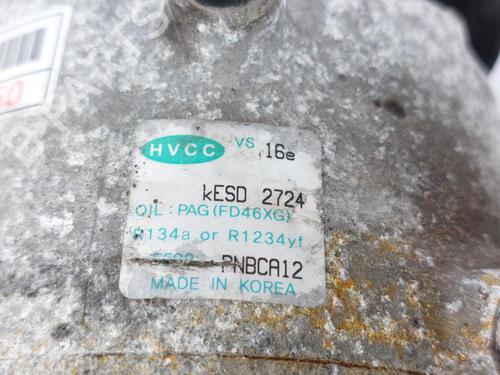 HVCC VS 16e
kESD 2724
OIL: PAG(FD46XG)
R134a or R1234yf
PNBCA12
MADE IN KOREA